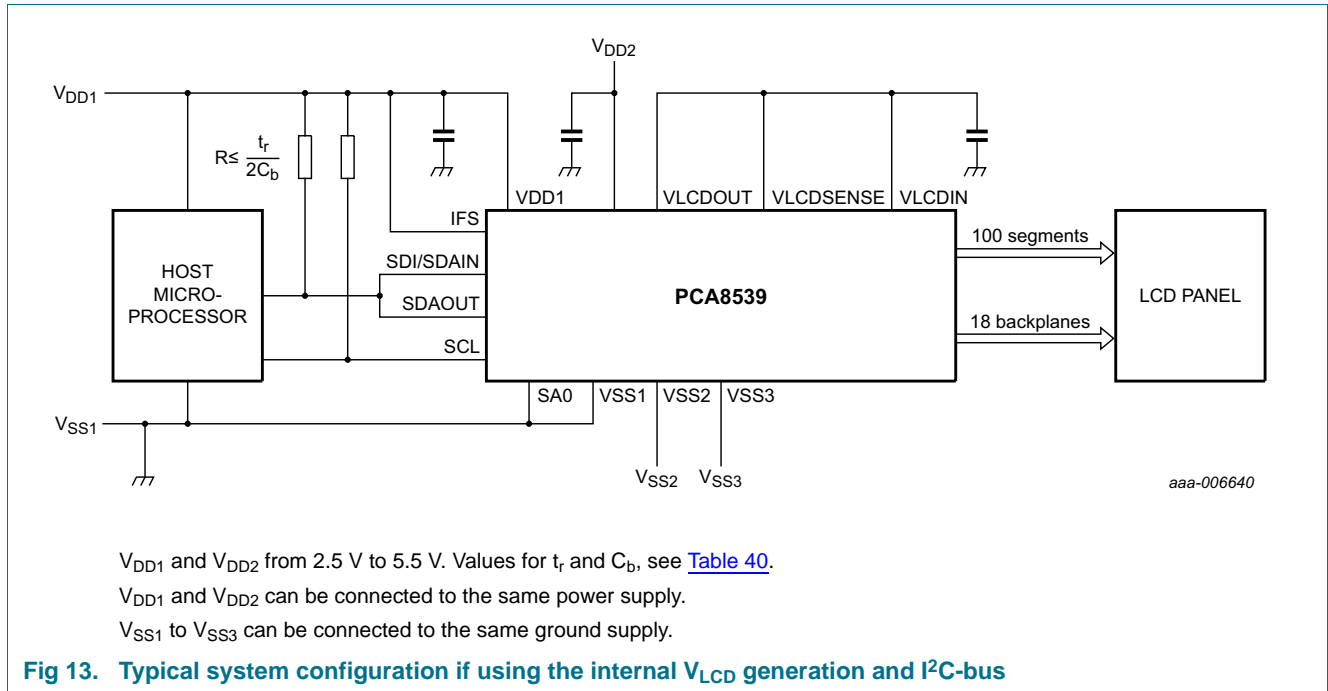 VDD2
VDD1
R≤ tr
2Cb
VDD1
VLCDOUT
VLCDSENSE
VLCDIN
IFS
SDI/SDAIN
SDAOUT
SCL
HOST
MICRO-
PROCESSOR
PCA8539
100 segments
18 backplanes
LCD PANEL
SA0
VSS1
VSS2
VSS3
VSS1
VSS2
VSS3
aaa-006640
VDD1 and VDD2 from 2.5 V to 5.5 V. Values for tr and Cb, see Table 40.
VDD1 and VDD2 can be connected to the same power supply.
VSS1 to VSS3 can be connected to the same ground supply.
Fig 13. Typical system configuration if using the internal VLCD generation and I²C-bus